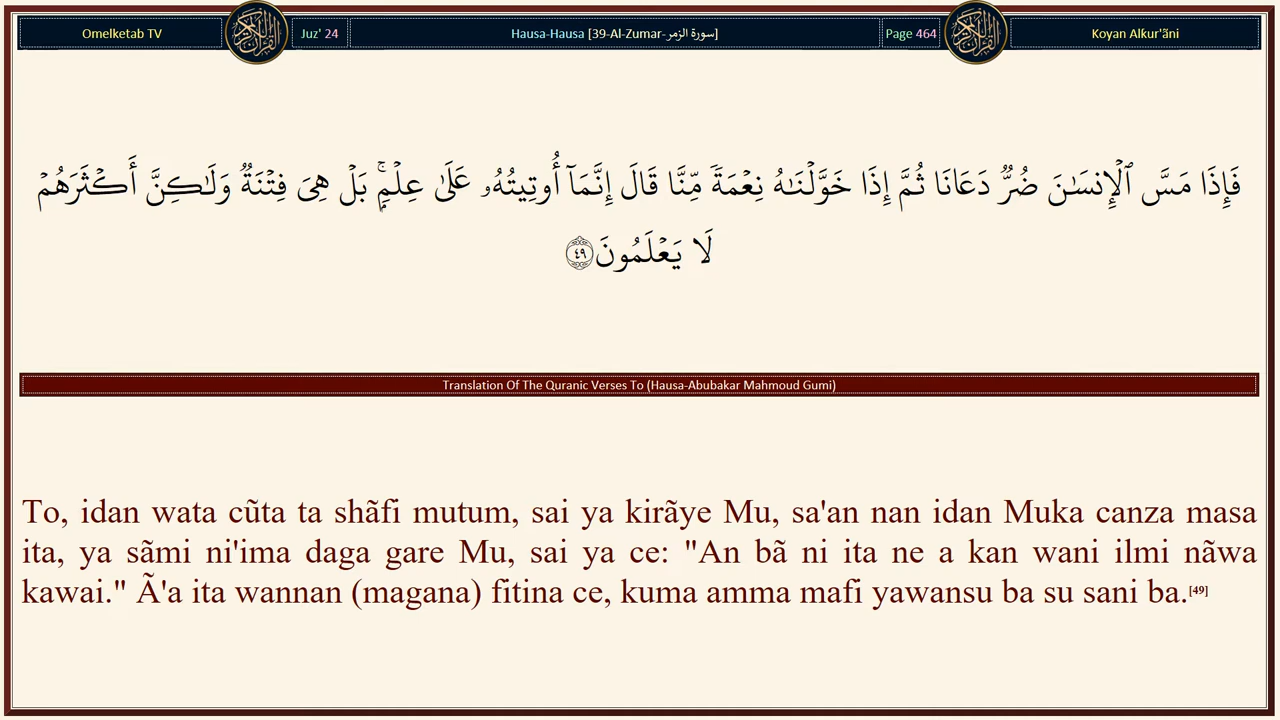 Omelketab TV
Juz' 24
Hausa-Hausa [39-Al-Zumar-سورة الزمر]
Page 464
Koyan Alƙur'ãni
فَإِذَا مَسَّ ٱلْإِنسَـٰنَ ضُرٌّ دَعَانَا ثُمَّ إِذَا خَوَّلْنَـٰهُ نِعْمَةً مِّنَّا قَالَ إِنَّمَآ أُوتِيتُهُۥ عَلَىٰ عِلْمٍۭ ۚ بَلْ هِىَ فِتْنَةٌ وَلَـٰكِنَّ أَكْثَرَهُمْ
لَا يَعْلَمُونَ ٤٩
Translation Of The Quranic Verses To (Hausa-Abubakar Mahmoud Gumi)
To, idan wata cũta ta shãfi mutum, sai ya kirãye Mu, sa'an nan idan Muka canza masa
ita, ya sãmi ni'ima daga gare Mu, sai ya ce: "An bã ni ita ne a kan wani ilmi nãwa
kawai." Ã'a ita wannan (magana) fitina ce, kuma amma mafi yawansu ba su sani ba.[49]